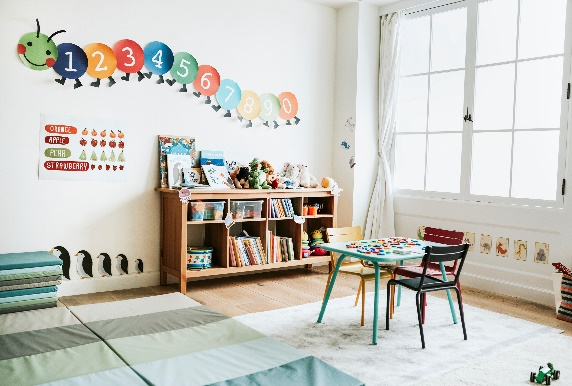 1 2 3 4 5 6 7 8 9 0
ORANGE
APPLE
PEAR
STRAWBERRY